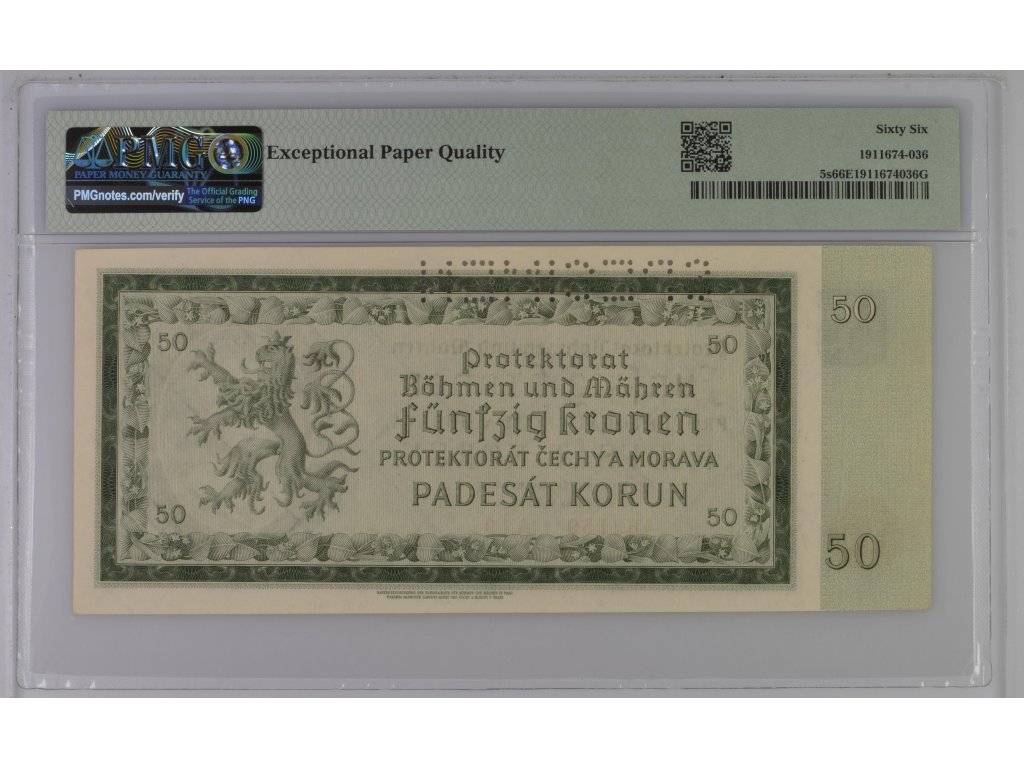 PMG
PAPER MONEY GUARANTY
PMGnotes.com/verify
The Official Grading
Service of the PNG
Exceptional Paper Quality
Sixty Six
1911674-036
5s66E1911674036G
SPECIMEN
50
50
50
Protektorat
Böhmen und Mähren
Fünfzig Kronen
PROTEKTORÁT ČECHY A MORAVA
PADESÁT KORUN
50
50
50